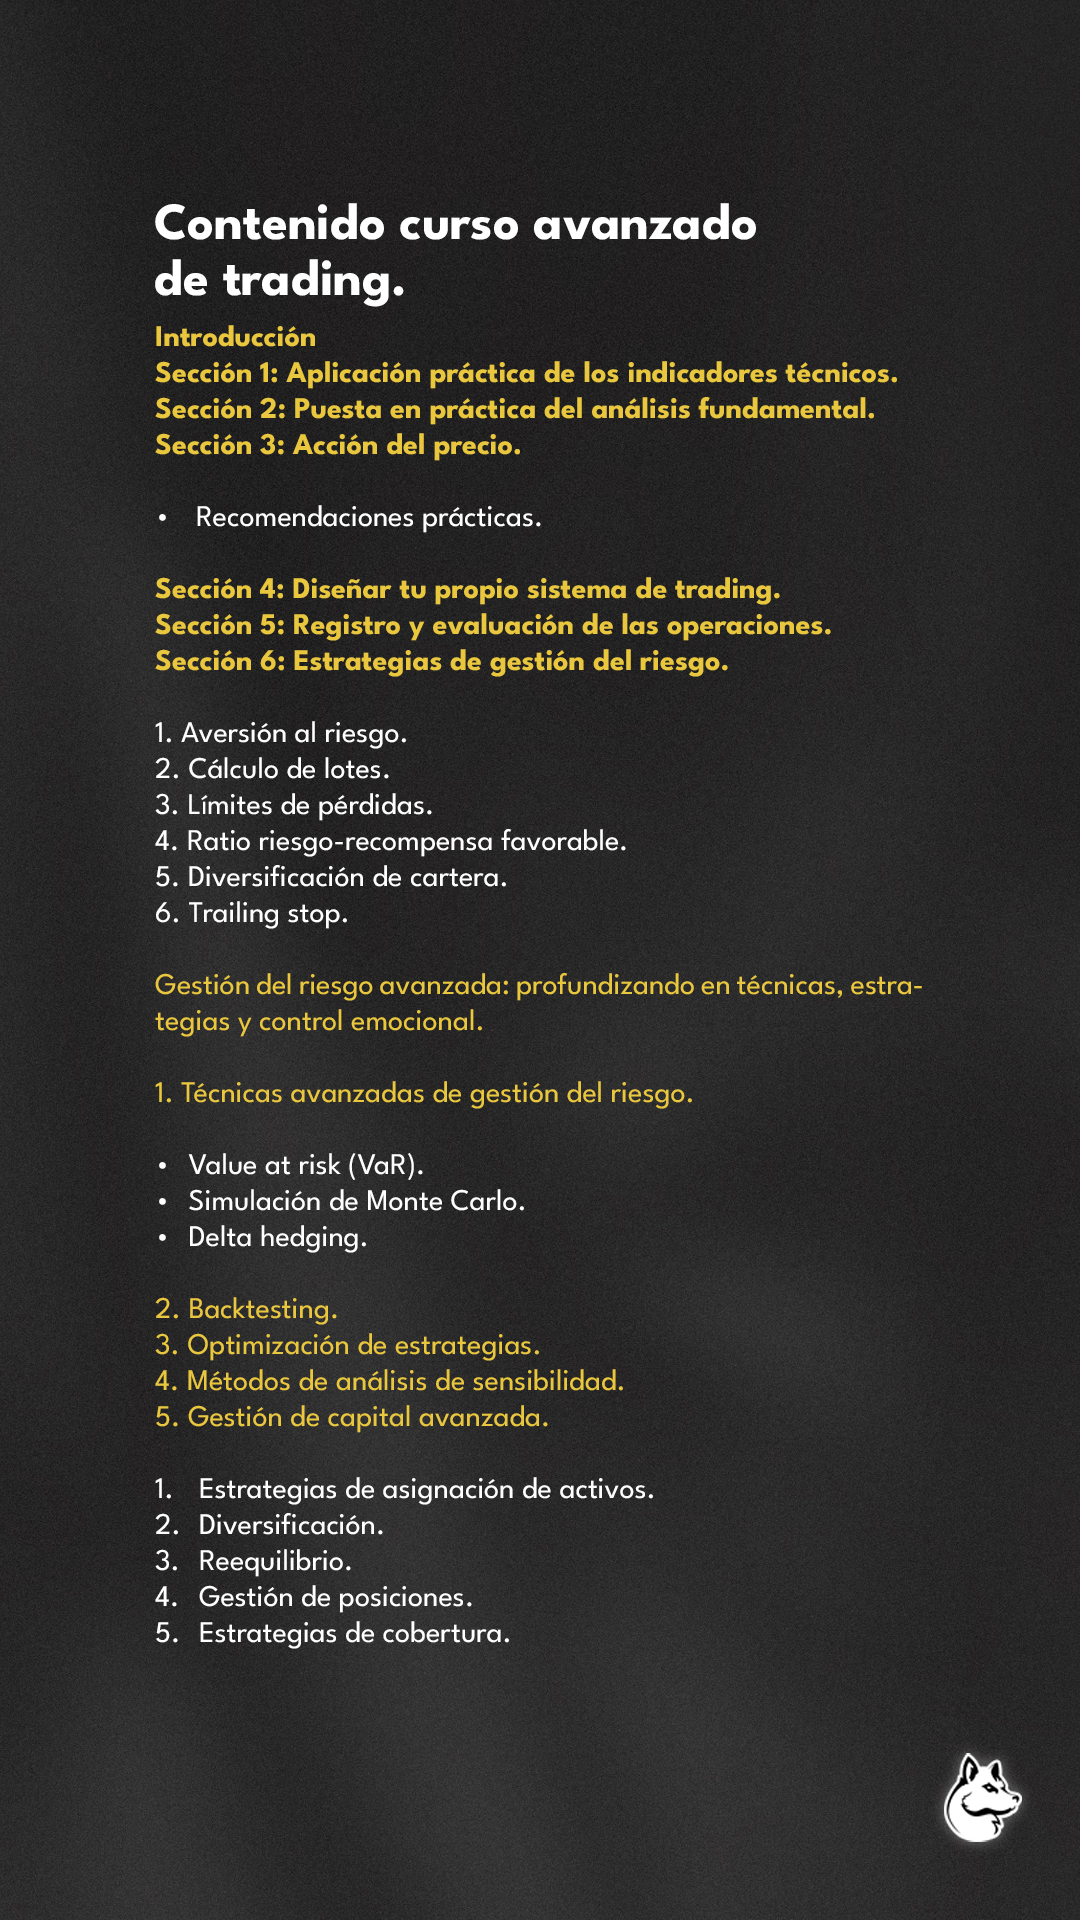 Contenido curso avanzado
de trading.
Introducción
Sección 1: Aplicación práctica de los indicadores técnicos.
Sección 2: Puesta en práctica del análisis fundamental.
Sección 3: Acción del precio.
• Recomendaciones prácticas.
Sección 4: Diseñar tu propio sistema de trading.
Sección 5: Registro y evaluación de las operaciones.
Sección 6: Estrategias de gestión del riesgo.
1. Aversión al riesgo.
2. Cálculo de lotes.
3. Límites de pérdidas.
4. Ratio riesgo-recompensa favorable.
5. Diversificación de cartera.
6. Trailing stop.
Gestión del riesgo avanzada: profundizando en técnicas, estra-
tegias y control emocional.
1. Técnicas avanzadas de gestión del riesgo.
• Value at risk (VaR).
• Simulación de Monte Carlo.
• Delta hedging.
2. Backtesting.
3. Optimización de estrategias.
4. Métodos de análisis de sensibilidad.
5. Gestión de capital avanzada.
1. Estrategias de asignación de activos.
2. Diversificación.
3. Reequilibrio.
4. Gestión de posiciones.
5. Estrategias de cobertura.